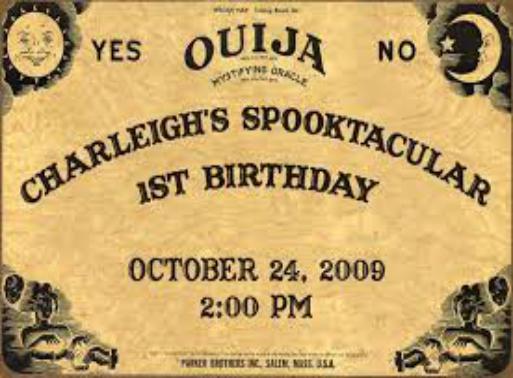 YES
OUIJA
NO
MYSTIFYING ORACLE
CHARLEIGH'S SPOOKTACULAR
1ST BIRTHDAY
OCTOBER 24, 2009
2:00 PM
PARKER BROTHERS INC., SALEM, MASS. U.S.A.